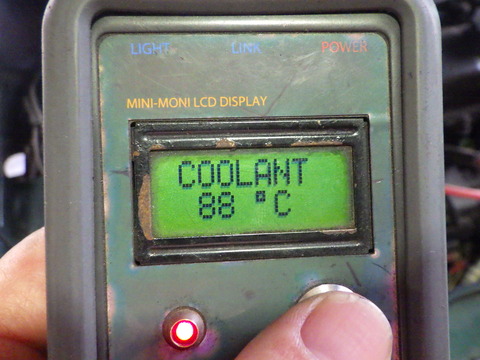 LIGHT LINK POWER
MINI-MONI LCD DISPLAY
COOLANT
88 °C